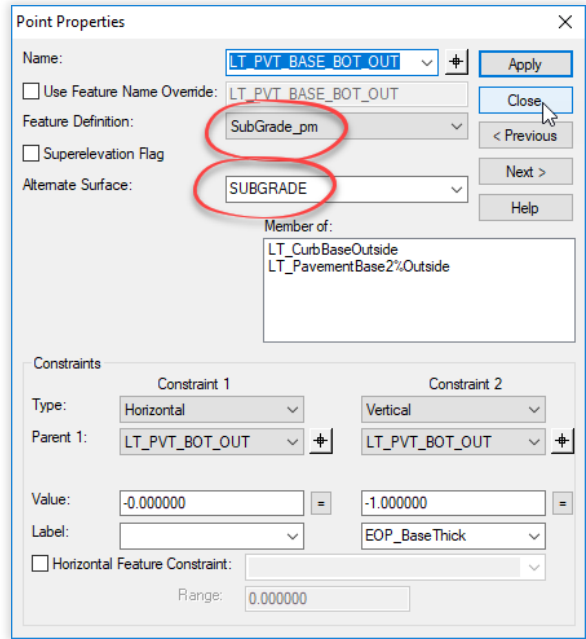 Point Properties
Name: LT_PVT_BASE_BOT_OUT Apply
Use Feature Name Override: LT_PVT_BASE_BOT_OUT Close
Feature Definition: SubGrade_pm < Previous
Superelevation Flag
Alternate Surface: SUBGRADE Next >
Help
Member of:
LT_CurbBaseOutside
LT_PavementBase2%Outside
Constraints
Constraint 1 Constraint 2
Type: Horizontal Vertical
Parent 1: LT_PVT_BOT_OUT LT_PVT_BOT_OUT
Value: -0.000000 = -1.000000 =
Label: EOP_BaseThick
Horizontal Feature Constraint:
Range: 0.000000